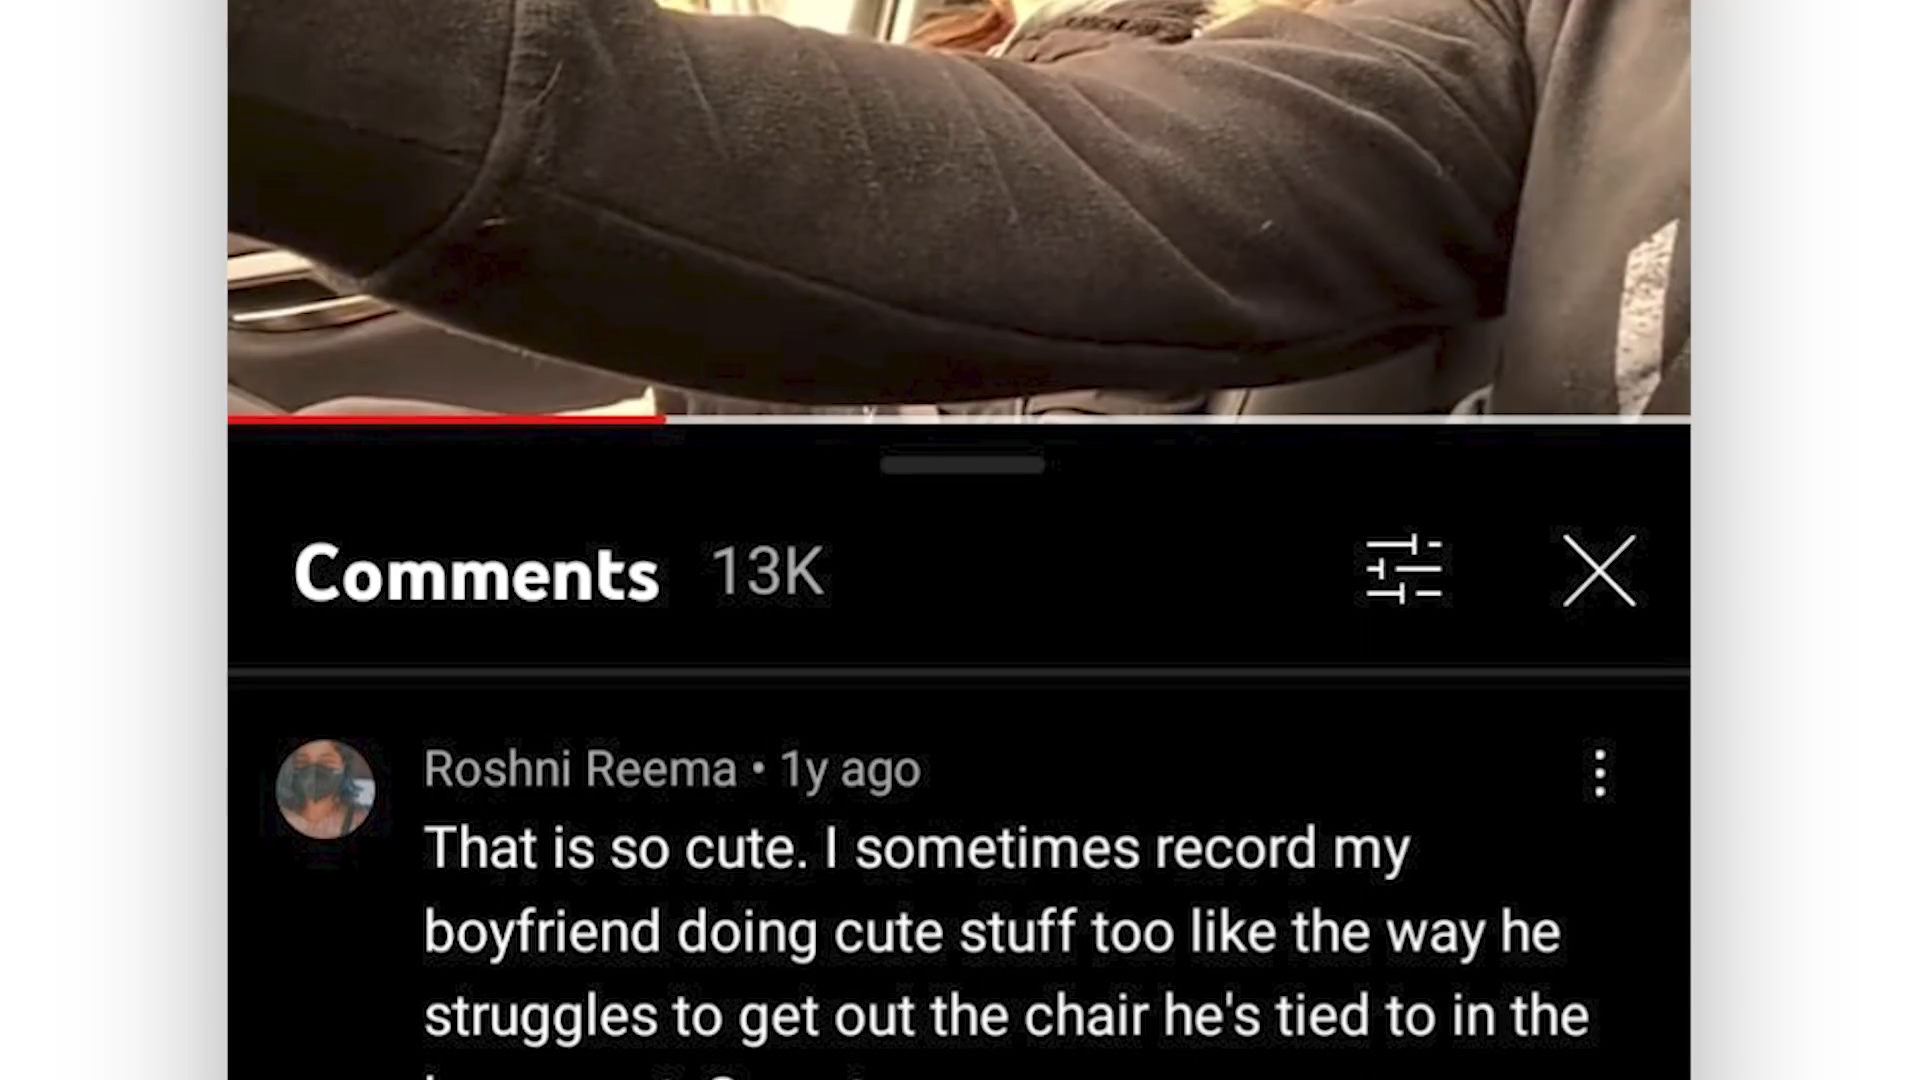 Comments 13K
Roshni Reema • 1y ago
That is so cute. I sometimes record my
boyfriend doing cute stuff too like the way he
struggles to get out the chair he's tied to in the